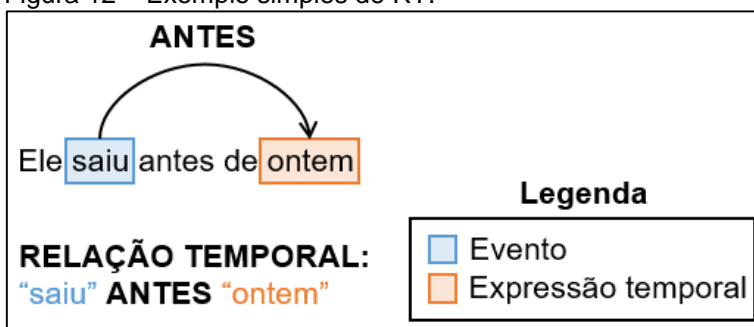 Figura 12 – Exemplo simples de RT.
ANTES
Ele saiu antes de ontem
Legenda
RELAÇÃO TEMPORAL:
“saiu” ANTES “ontem”
Evento
Expressão temporal